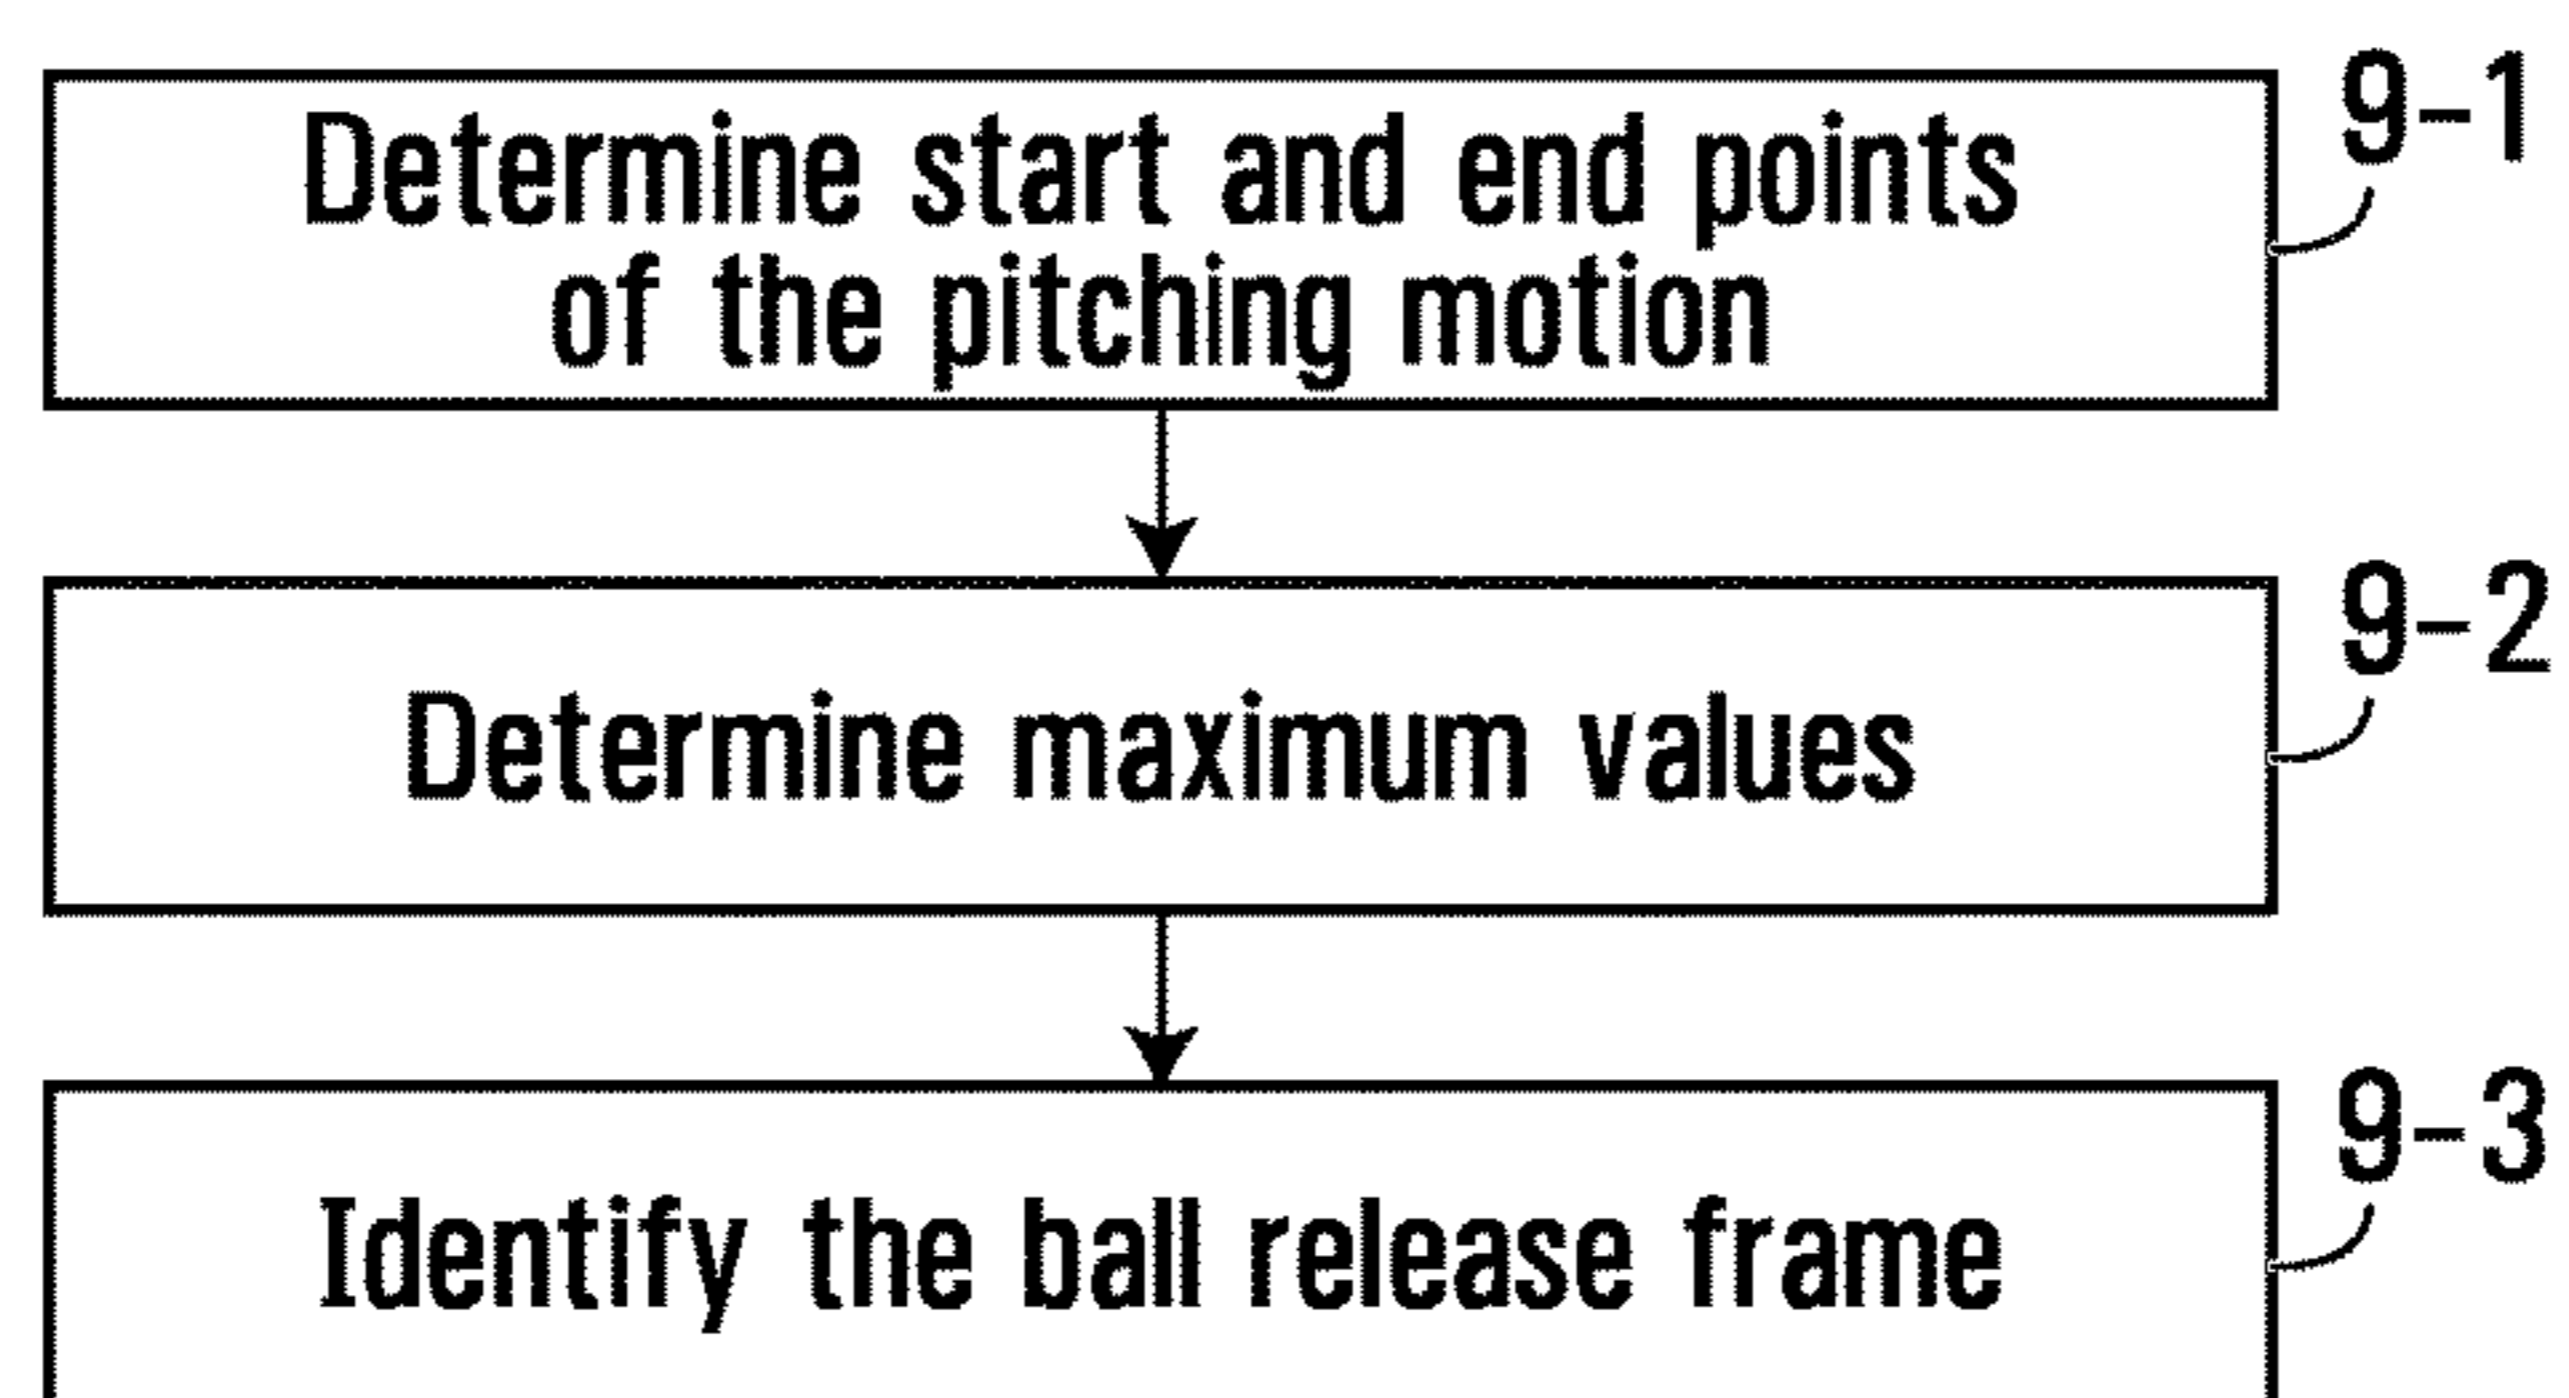 9-1
Determine start and end points
of the pitching motion
9-2
Determine maximum values
9-3
Identify the ball release frame